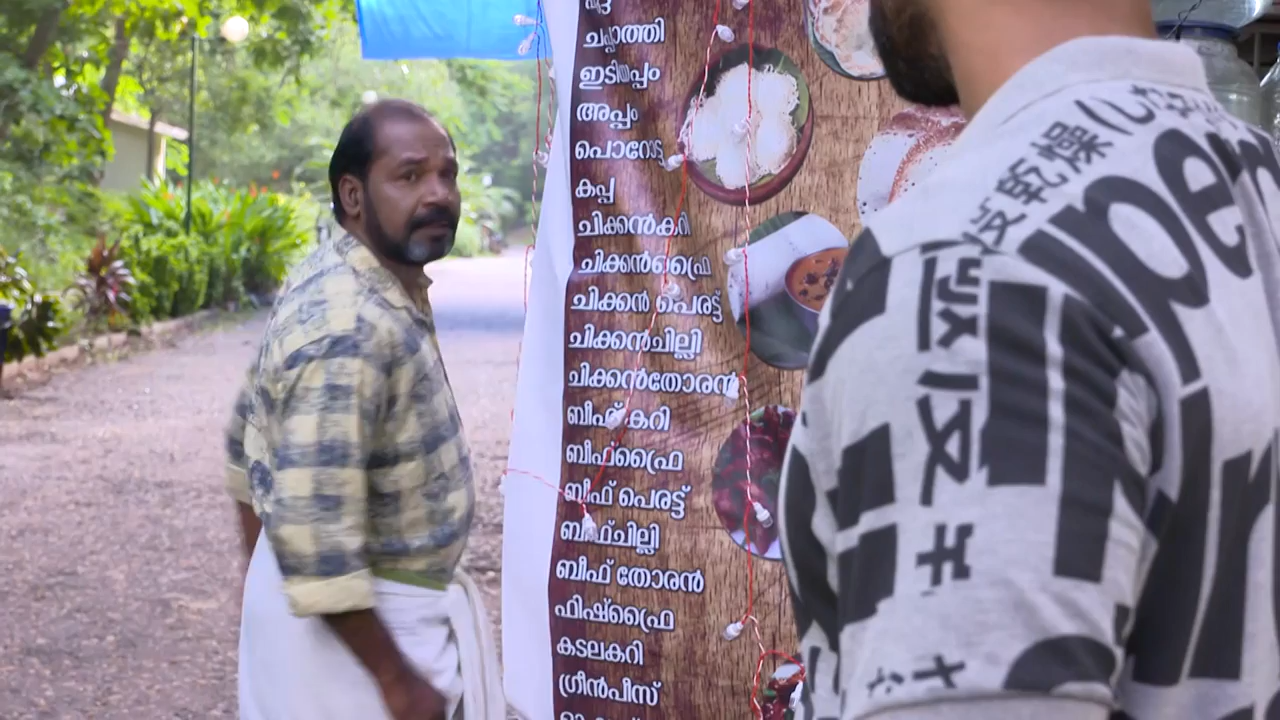 ചപ്പാത്തി
ഇടിയപ്പം
അപ്പം
പൊറോട്ട
കപ്പ
ചിക്കൻകറി
ചിക്കൻഫ്രൈ
ചിക്കൻ പെരട്ട്
ചിക്കൻചില്ലി
ചിക്കൻതോരൻ
ബീഫ് കറി
ബീഫ്ഫ്രൈ
ബീഫ് പെരട്ട്
ബീഫ്ചില്ലി
ബീഫ് തോരൻ
ഫിഷ്ഫ്രൈ
കടലകറി
ഗ്രീൻപീസ്